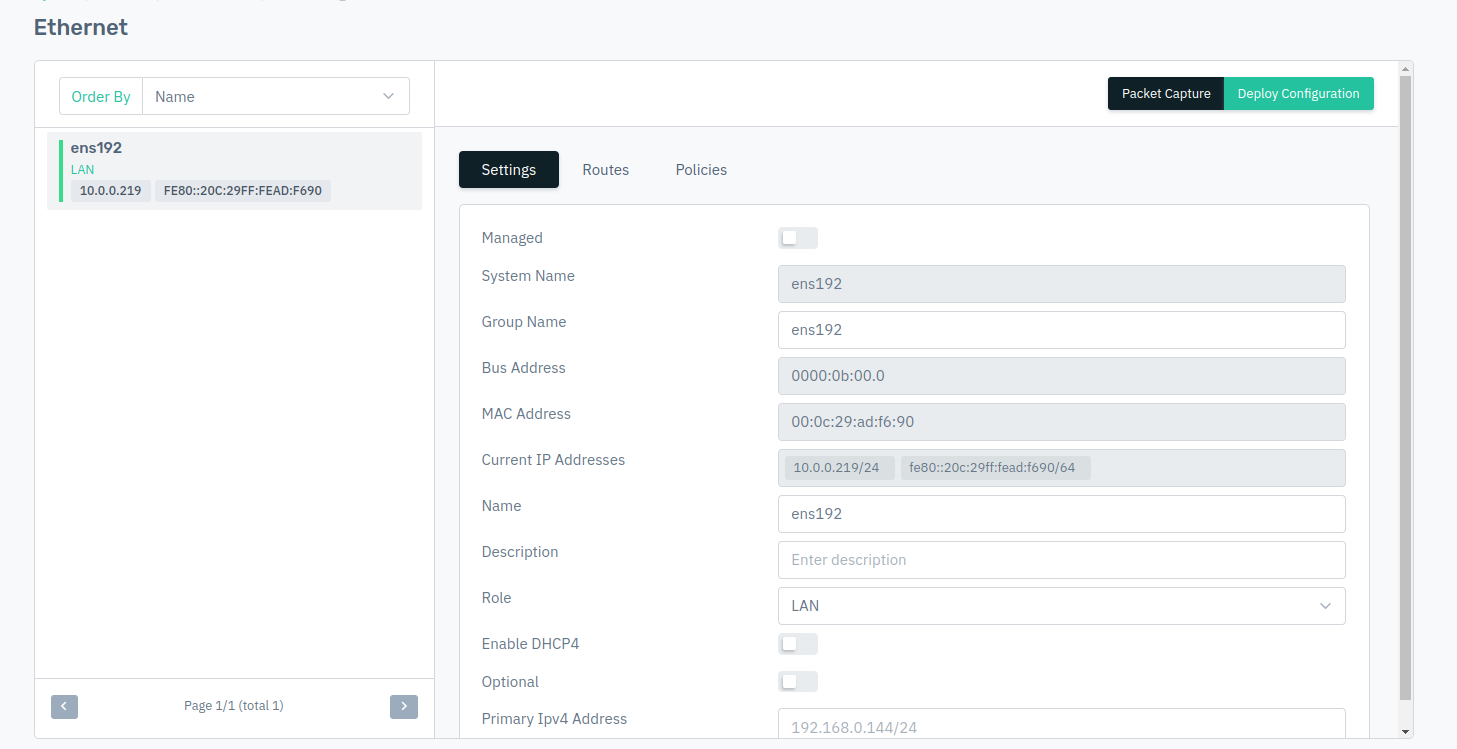 Ethernet
Order By Name
Packet Capture Deploy Configuration
ens192
LAN
10.0.0.219 FE80::20C:29FF:FEAD:F690
Page 1/1 (total 1)
Settings Routes Policies
Managed
System Name ens192
Group Name ens192
Bus Address 0000:0b:00.0
MAC Address 00:0c:29:ad:f6:90
Current IP Addresses 10.0.0.219/24 fe80::20c:29ff:fead:f690/64
Name ens192
Description Enter description
Role LAN
Enable DHCP4
Optional
Primary Ipv4 Address 192.168.0.144/24